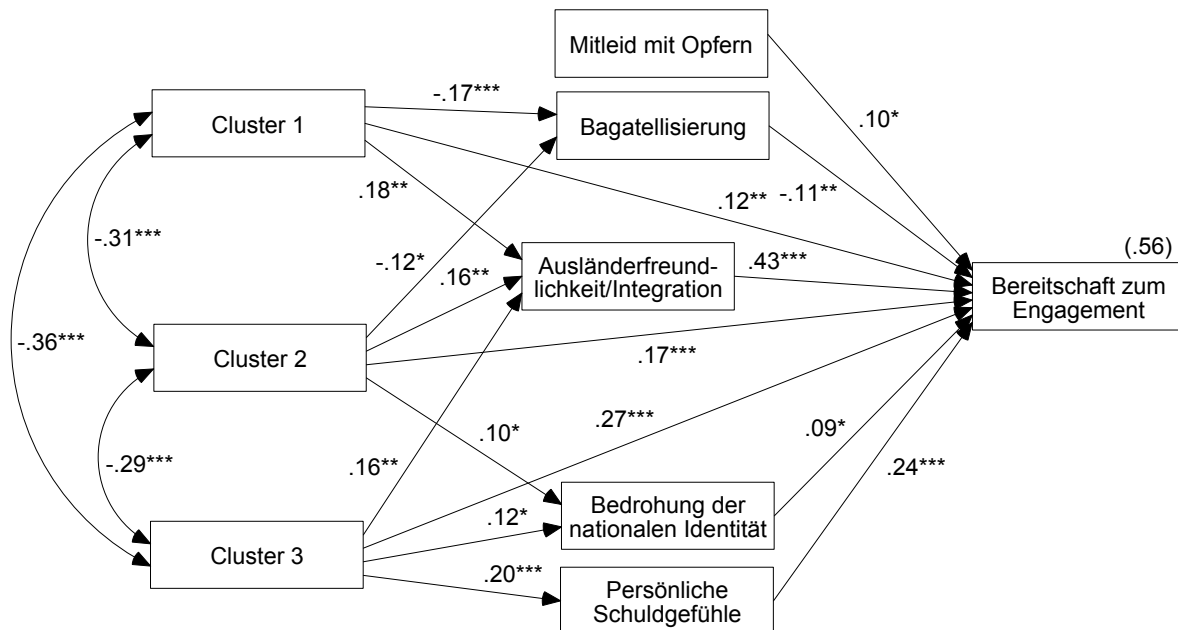 Mitleid mit Opfern
-.17***
Cluster 1
Bagatellisierung
.10*
.18**
.12**
-.11**
-.31***
(.56)
-.12*
.16**
Ausländerfreund-
lichkeit/Integration
.43***
Bereitschaft zum
Engagement
-.36***
Cluster 2
.17***
.27***
.09*
.10*
-.29***
.16**
.24***
Bedrohung der
nationalen Identität
.12*
Cluster 3
.20***
Persönliche
Schuldgefühle